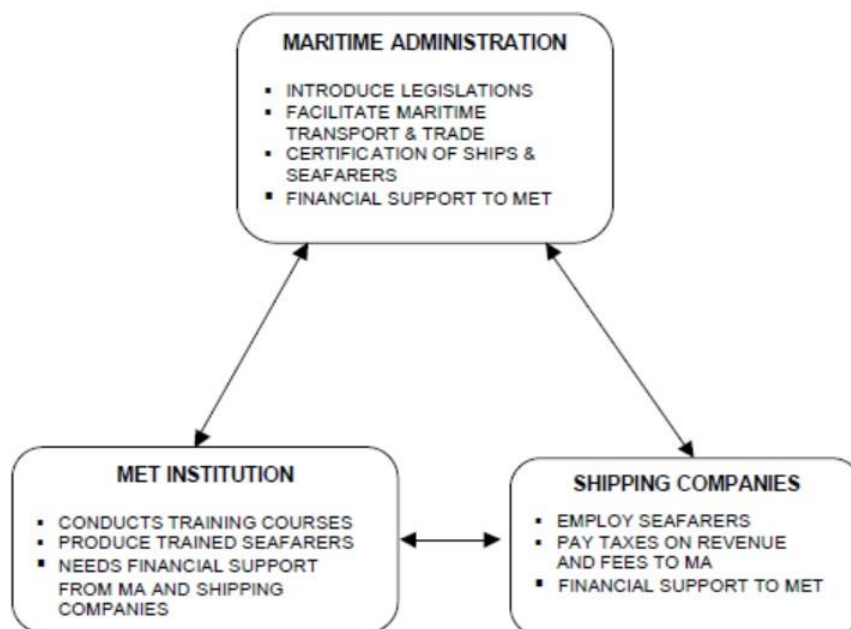 MARITIME ADMINISTRATION
▪ INTRODUCE LEGISLATIONS
▪ FACILITATE MARITIME
TRANSPORT & TRADE
▪ CERTIFICATION OF SHIPS &
SEAFARERS
▪ FINANCIAL SUPPORT TO MET
MET INSTITUTION
▪ CONDUCTS TRAINING COURSES
▪ PRODUCE TRAINED SEAFARERS
▪ NEEDS FINANCIAL SUPPORT
FROM MA AND SHIPPING
COMPANIES
SHIPPING COMPANIES
▪ EMPLOY SEAFARERS
▪ PAY TAXES ON REVENUE
AND FEES TO MA
▪ FINANCIAL SUPPORT TO MET